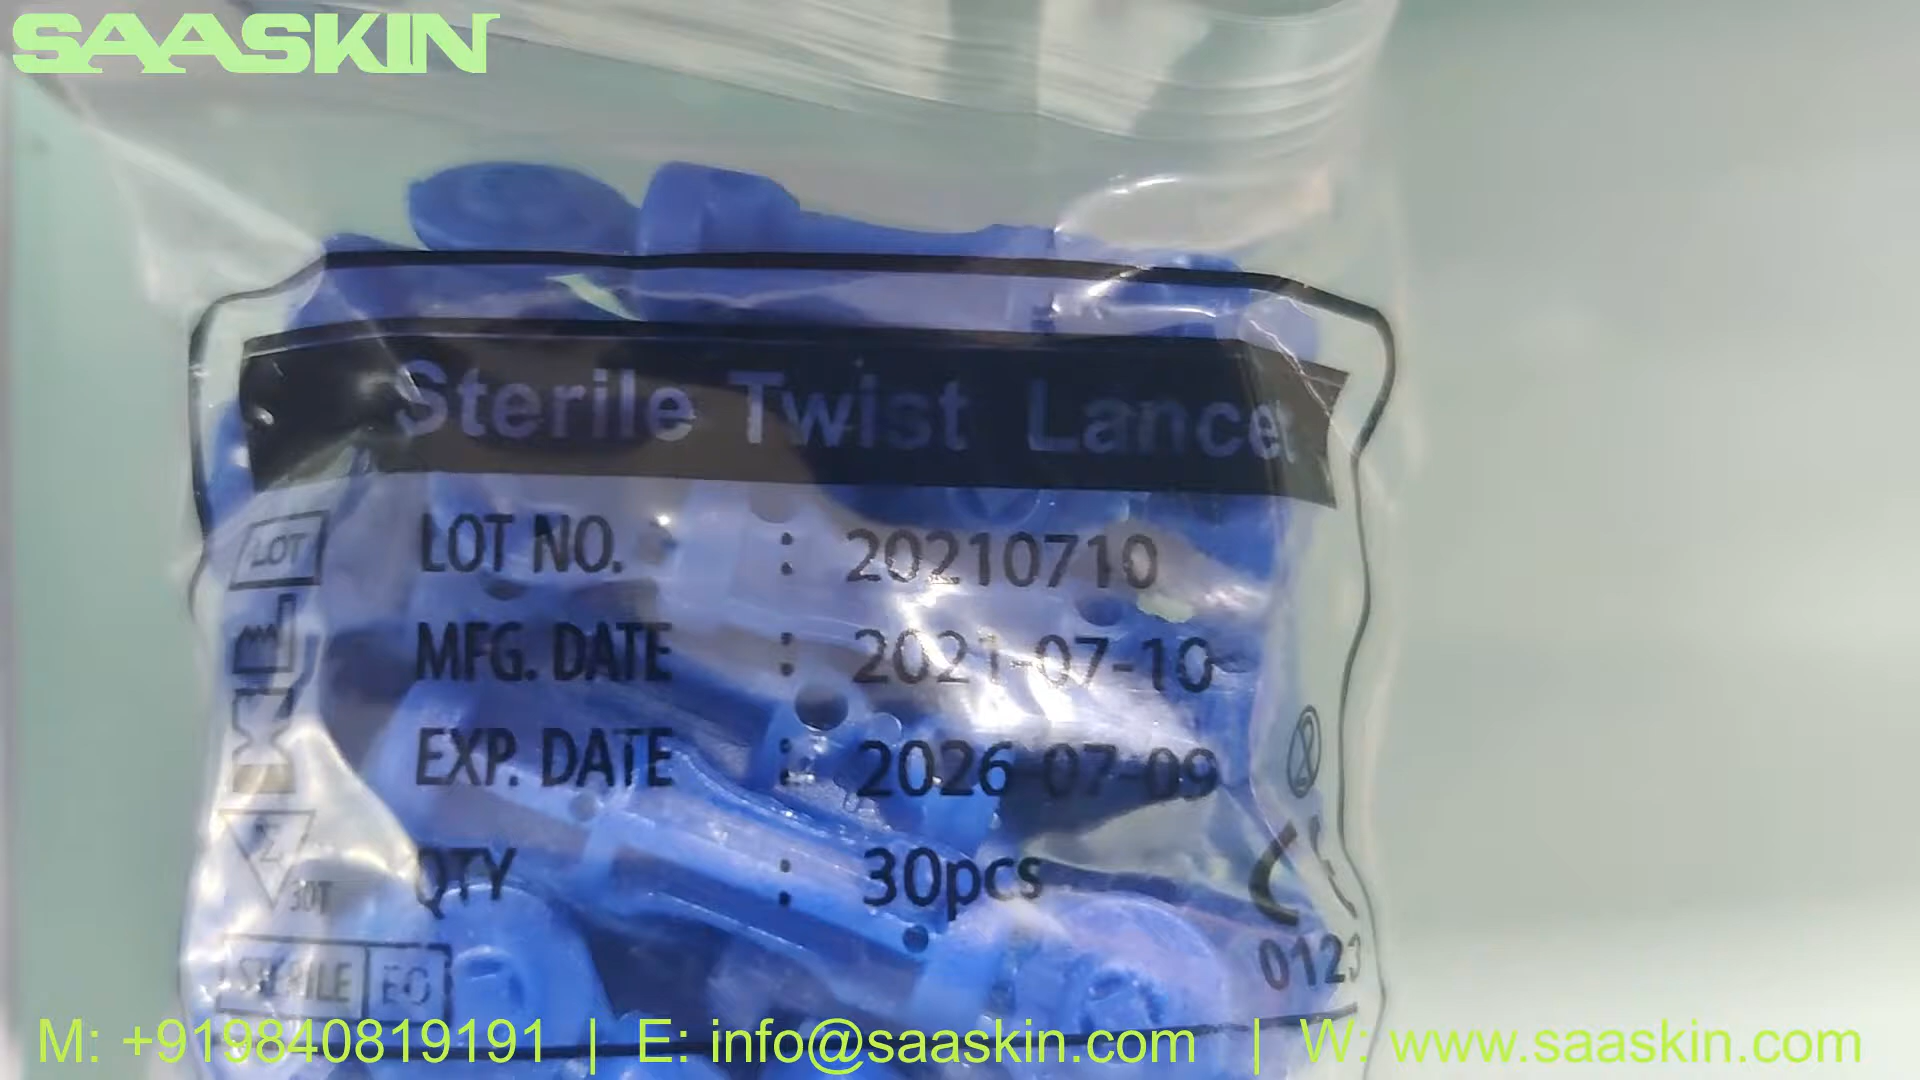 SAASKIN
Sterile Twist Lancet
LOT
LOT NO. : 20210710
MFG. DATE : 2021-07-10
EXP. DATE : 2026-07-09
QTY : 30pcs
30T
0123
STERILE EO
M: +919840819191 | E: info@saaskin.com | W: www.saaskin.com